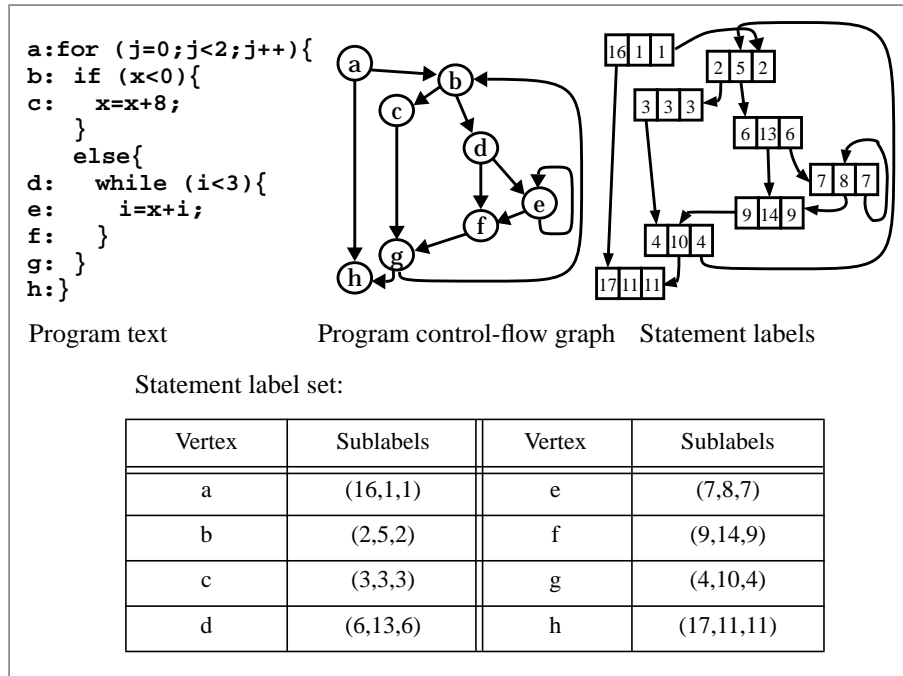 a:for (j=0;j<2;j++){
b: if (x<0){
c:   x=x+8;
   }
   else{
d:   while (i<3){
e:     i=x+i;
f:   }
g: }
h:}
a
b
c
d
e
f
g
h
16 1 1
2 5 2
3 3 3
6 13 6
7 8 7
9 14 9
4 10 4
17 11 11
Program text
Program control-flow graph
Statement labels
Statement label set:
Vertex Sublabels Vertex Sublabels
a (16,1,1) e (7,8,7)
b (2,5,2) f (9,14,9)
c (3,3,3) g (4,10,4)
d (6,13,6) h (17,11,11)